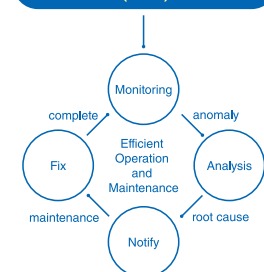 Monitoring
complete
anomaly
Efficient
Operation
and
Maintenance
Fix
Analysis
maintenance
root cause
Notify